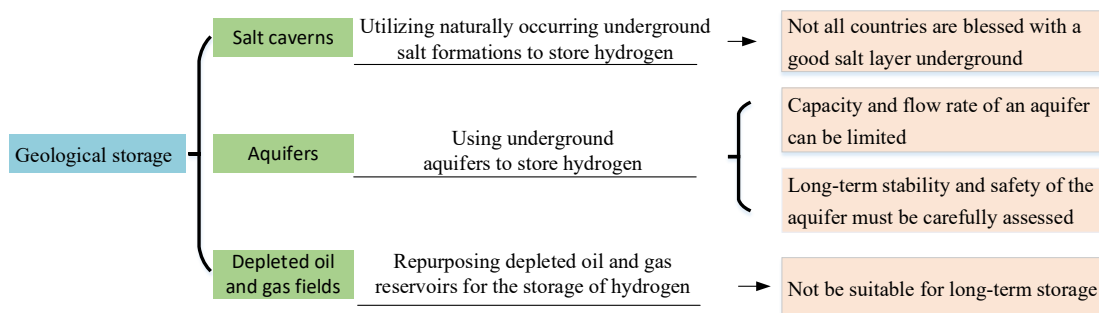 Geological storage
Salt caverns
Utilizing naturally occurring underground
salt formations to store hydrogen
Not all countries are blessed with a
good salt layer underground
Aquifers
Using underground
aquifers to store hydrogen
Capacity and flow rate of an aquifer
can be limited
Long-term stability and safety of the
aquifer must be carefully assessed
Depleted oil
and gas fields
Repurposing depleted oil and gas
reservoirs for the storage of hydrogen
Not be suitable for long-term storage